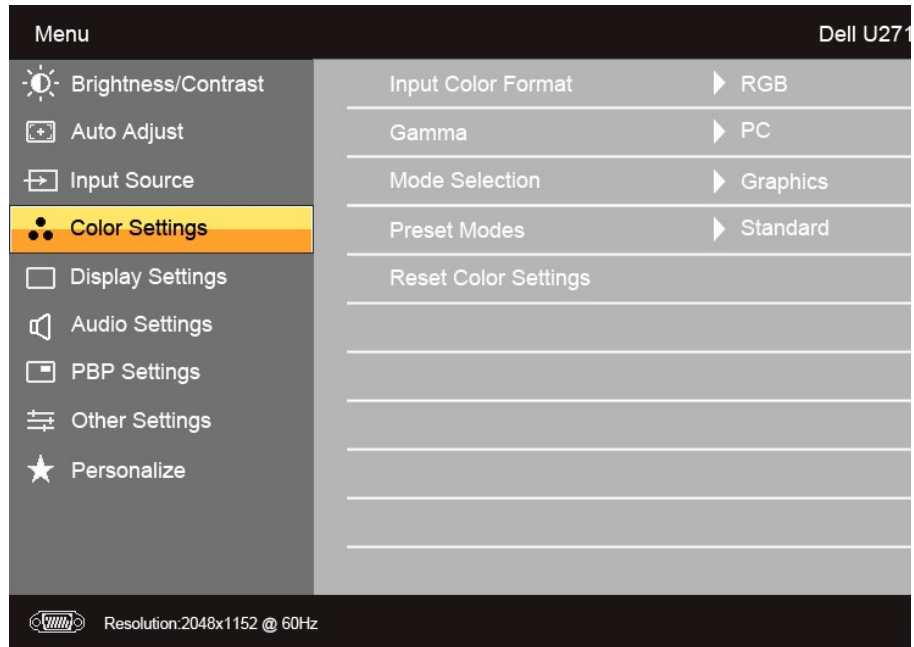 Menu Dell U271
Brightness/Contrast Input Color Format RGB
Auto Adjust Gamma PC
Input Source Mode Selection Graphics
Color Settings Preset Modes Standard
Display Settings Reset Color Settings
Audio Settings
PBP Settings
Other Settings
Personalize
Resolution:2048x1152 @ 60Hz